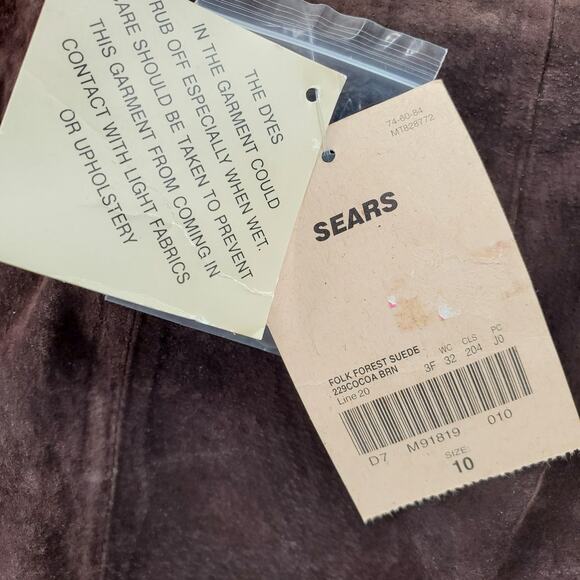 THE DYES
IN THE GARMENT COULD
RUB OFF ESPECIALLY WHEN WET.
CARE SHOULD BE TAKEN TO PREVENT
THIS GARMENT FROM COMING IN
CONTACT WITH LIGHT FABRICS
OR UPHOLSTERY
74-60-84
MT828772
SEARS
FOLK FOREST SUEDE WC CLS PC
229COCOA BRN 3F 32 204 J0
Line 20
D7 M91819 010
SIZE:
10